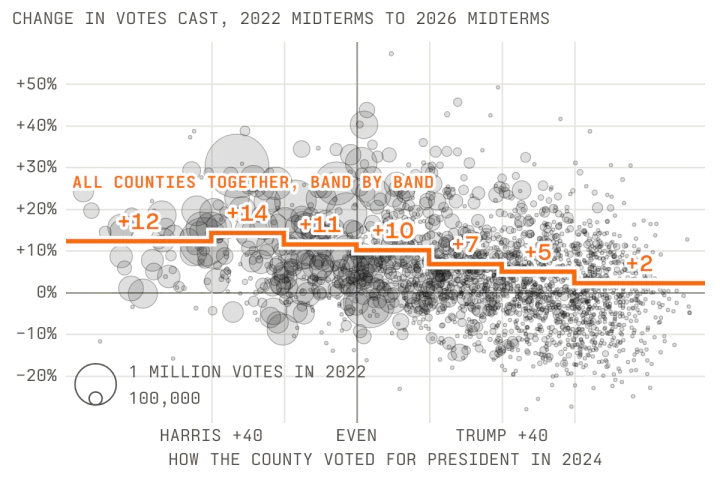 CHANGE IN VOTES CAST, 2022 MIDTERMS TO 2026 MIDTERMS
+50%
+40%
+30%
ALL COUNTIES TOGETHER, BAND BY BAND
+20%
+12
+14
+11
+10
+7
+5
+2
+10%
0%
-10%
-20%
1 MILLION VOTES IN 2022
100,000
HARRIS +40
EVEN
TRUMP +40
HOW THE COUNTY VOTED FOR PRESIDENT IN 2024